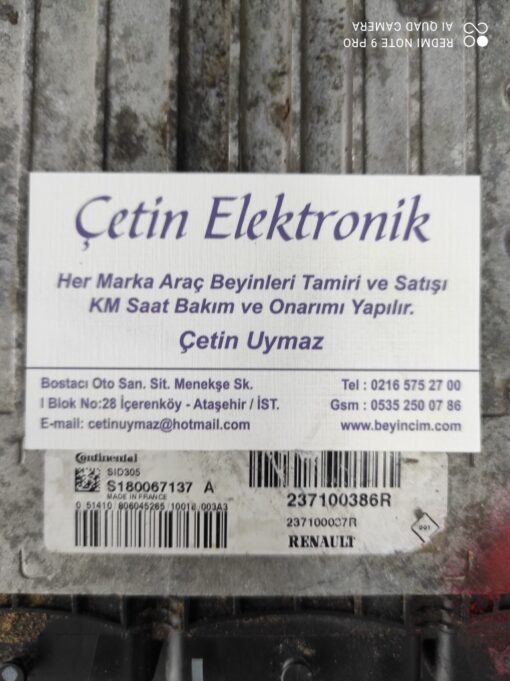 REDMI NOTE 9 PRO
AI QUAD CAMERA
Çetin Elektronik
Her Marka Araç Beyinleri Tamiri ve Satışı
KM Saat Bakım ve Onarımı Yapılır.
Çetin Uymaz
Bostacı Oto San. Sit. Menekşe Sk.
I Blok No:28 İçerenköy - Ataşehir / İST.
E-mail: cetinuymaz@hotmail.com
Tel : 0216 575 27 00
Gsm : 0535 250 07 86
www.beyincim.com
Continental
SID305
S180067137 A
MADE IN FRANCE
0 51410 806045265
237100386R
RENAULT